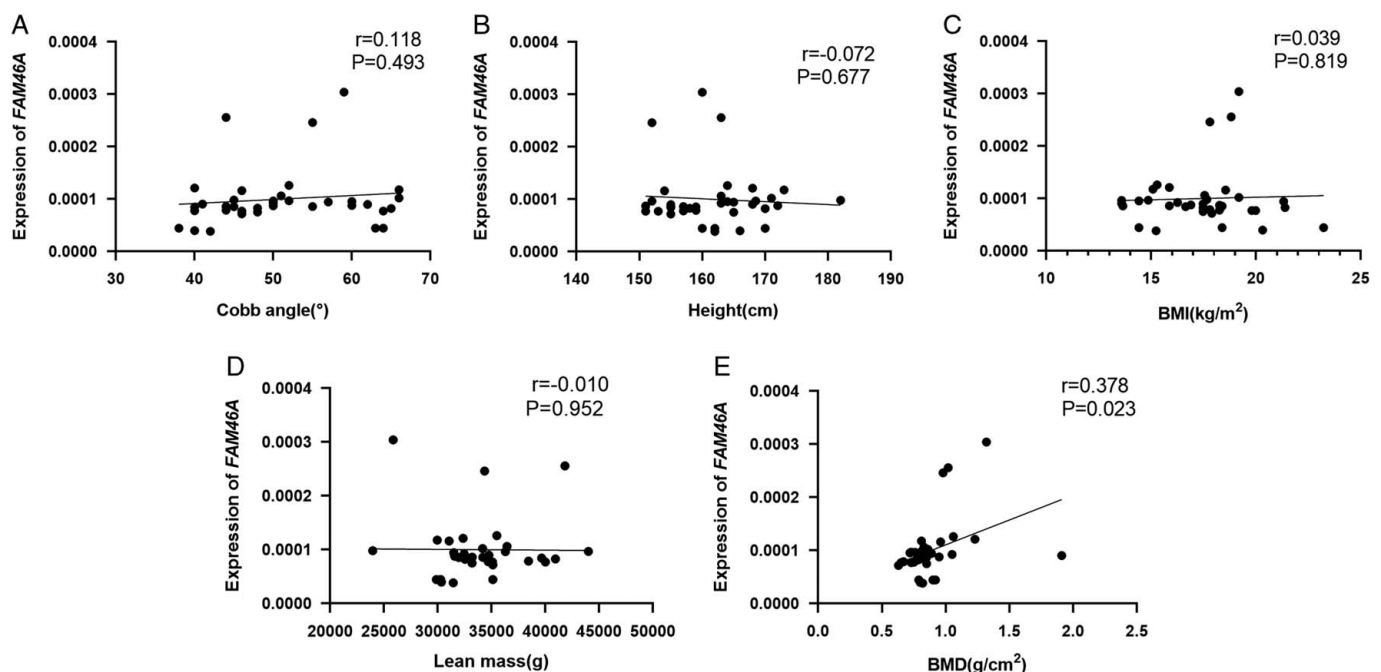 A
r=0.118
P=0.493
Expression of FAM46A
0.0004
0.0003
0.0002
0.0001
0.0000
30 40 50 60 70
Cobb angle(°)
B
r=-0.072
P=0.677
Expression of FAM46A
0.0004
0.0003
0.0002
0.0001
0.0000
140 150 160 170 180 190
Height(cm)
C
r=0.039
P=0.819
Expression of FAM46A
0.0004
0.0003
0.0002
0.0001
0.0000
10 15 20 25
BMI(kg/m²)
D
r=-0.010
P=0.952
Expression of FAM46A
0.0004
0.0003
0.0002
0.0001
0.0000
20000 25000 30000 35000 40000 45000 50000
Lean mass(g)
E
r=0.378
P=0.023
Expression of FAM46A
0.0004
0.0003
0.0002
0.0001
0.0000
0.0 0.5 1.0 1.5 2.0 2.5
BMD(g/cm²)